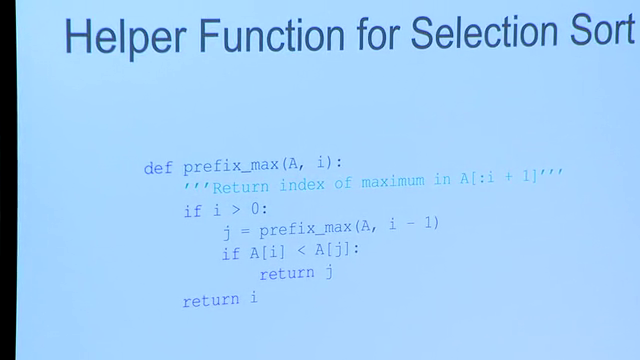 Helper Function for Selection Sort
def prefix_max(A, i):
'''Return index of maximum in A[:i + 1]'''
if i > 0:
j = prefix_max(A, i - 1)
if A[i] < A[j]:
return j
return i